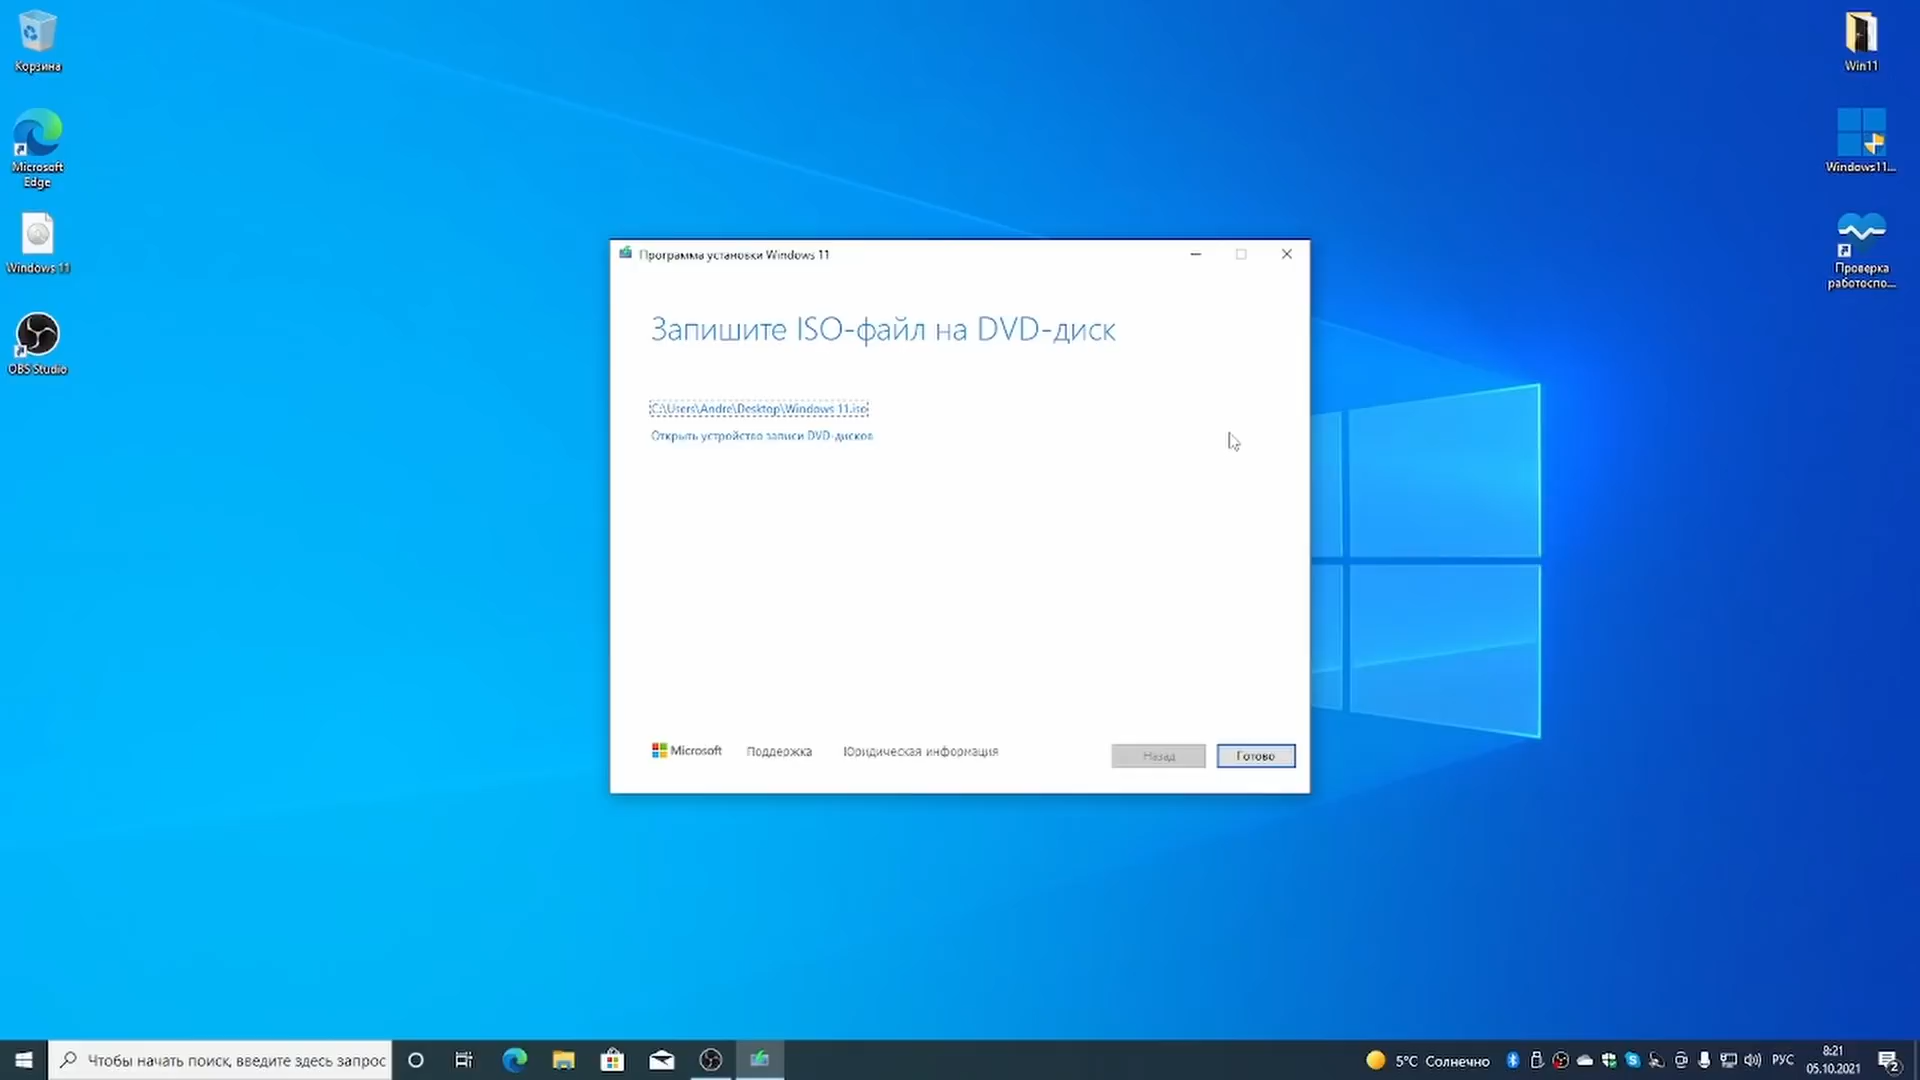 Корзина
Microsoft
Edge
Windows 11
OBS Studio
Win11
Windows11...
Проверка
работоспо...
Программа установки Windows 11
Запишите ISO-файл на DVD-диск
C:\Users\Andre\Desktop\Windows 11.iso
Открыть устройство записи DVD-дисков
Microsoft
Поддержка
Юридическая информация
Назад
Готово
Чтобы начать поиск, введите здесь запрос
5°C Солнечно
РУС
8:21
05.10.2021
2